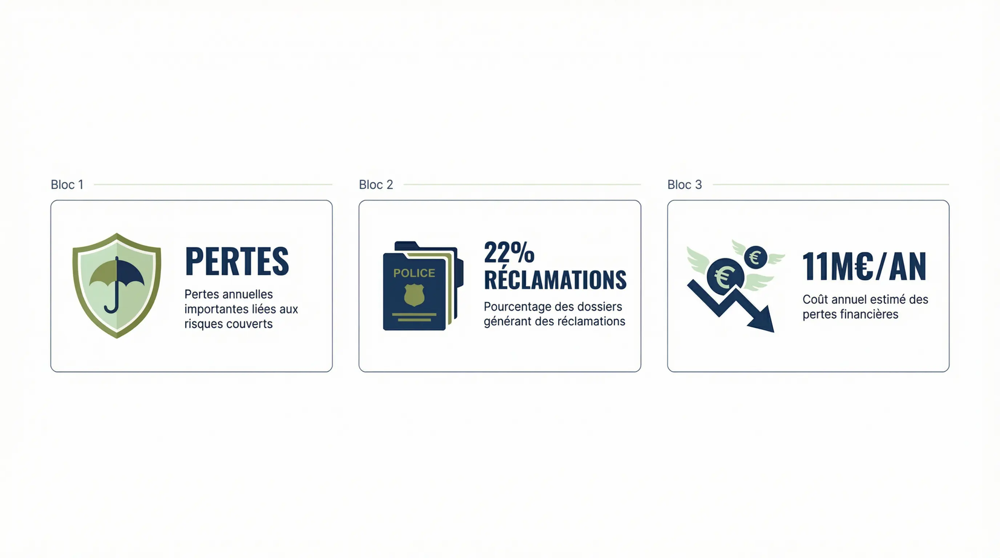 Bloc 1
PERTES
Pertes annuelles
importantes liées aux
risques couverts
Bloc 2
POLICE
22%
RÉCLAMATIONS
Pourcentage des dossiers
générant des réclamations
Bloc 3
€
€
11M€/AN
Coût annuel estimé des
pertes financières